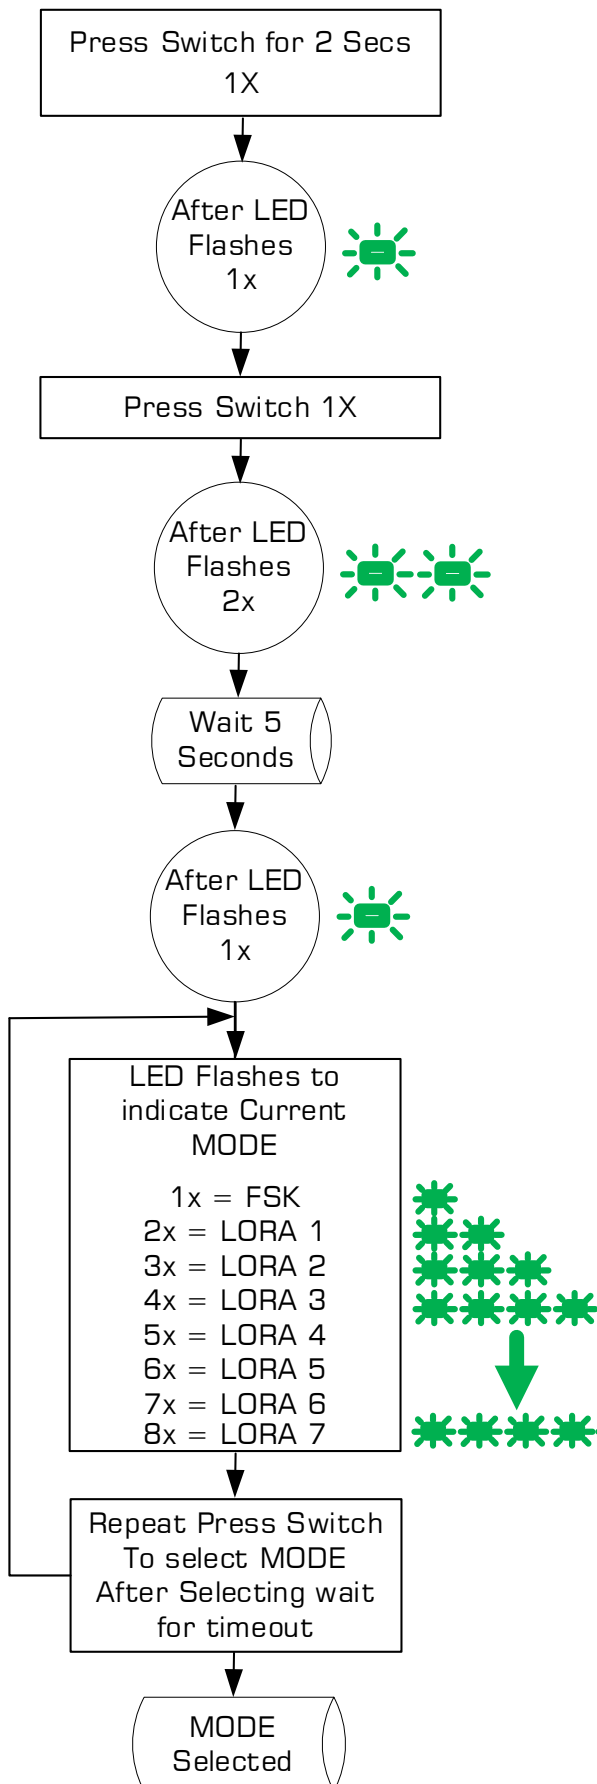 Press Switch for 2 Secs
1X
After LED
Flashes
1x
Press Switch 1X
After LED
Flashes
2x
Wait 5
Seconds
After LED
Flashes
1x
LED Flashes to
indicate Current
MODE
1x = FSK
2x = LORA 1
3x = LORA 2
4x = LORA 3
5x = LORA 4
6x = LORA 5
7x = LORA 6
8x = LORA 7
Repeat Press Switch
To select MODE
After Selecting wait
for timeout
MODE
Selected